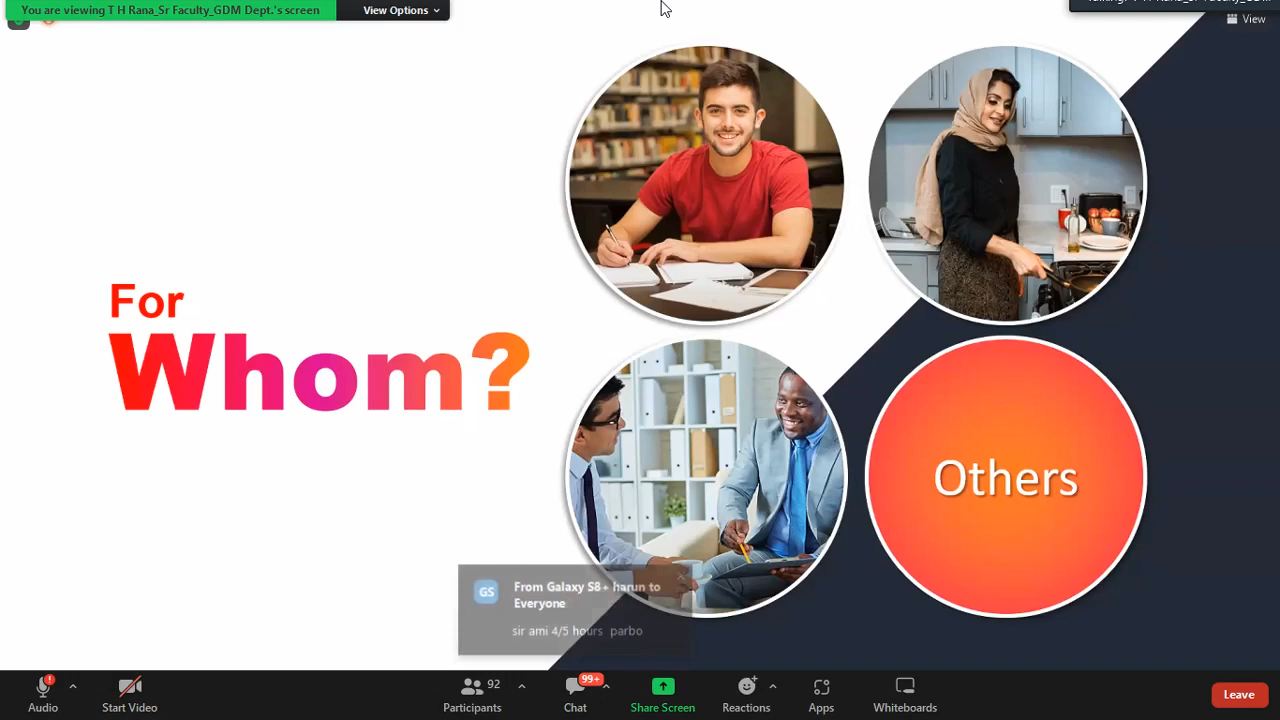 You are viewing T H Rana_Sr Faculty_GDM Dept.'s screen
View Options
View
For
Whom?
Others
From Galaxy S8+ harun to
Everyone
GS
sir ami 4/5 hours parbo
Audio
Start Video
92
Participants
99+
Chat
Share Screen
Reactions
Apps
Whiteboards
Leave